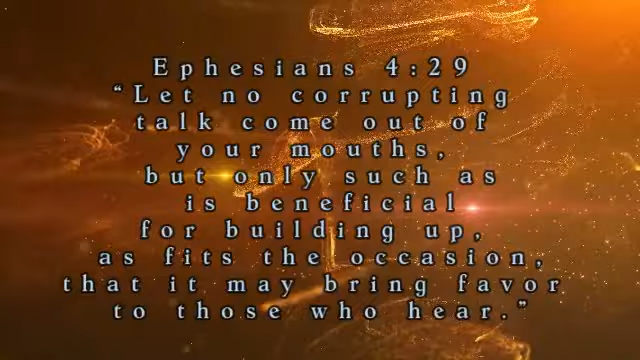 Ephesians 4:29
“Let no corrupting
talk come out of
your mouths,
but only such as
is beneficial
for building up,
as fits the occasion,
that it may bring favor
to those who hear.”